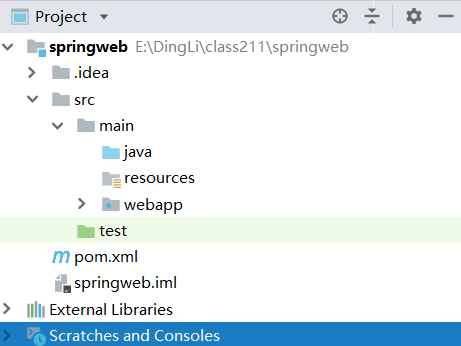 Project
springweb E:\DingLi\class211\springweb
.idea
src
main
java
resources
webapp
test
pom.xml
springweb.iml
External Libraries
Scratches and Consoles